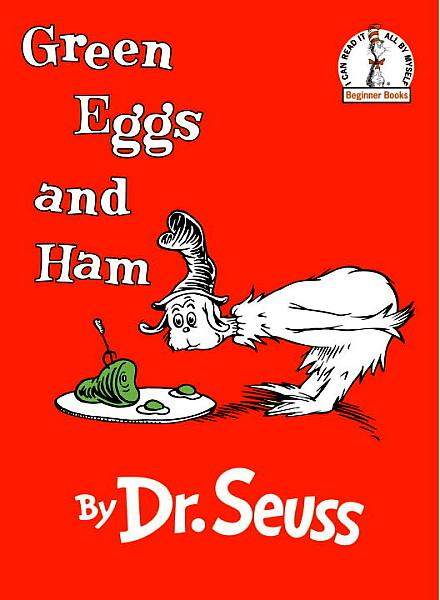 Green
Eggs
and
Ham
I CAN READ IT ALL BY MYSELF
Beginner Books
By Dr. Seuss